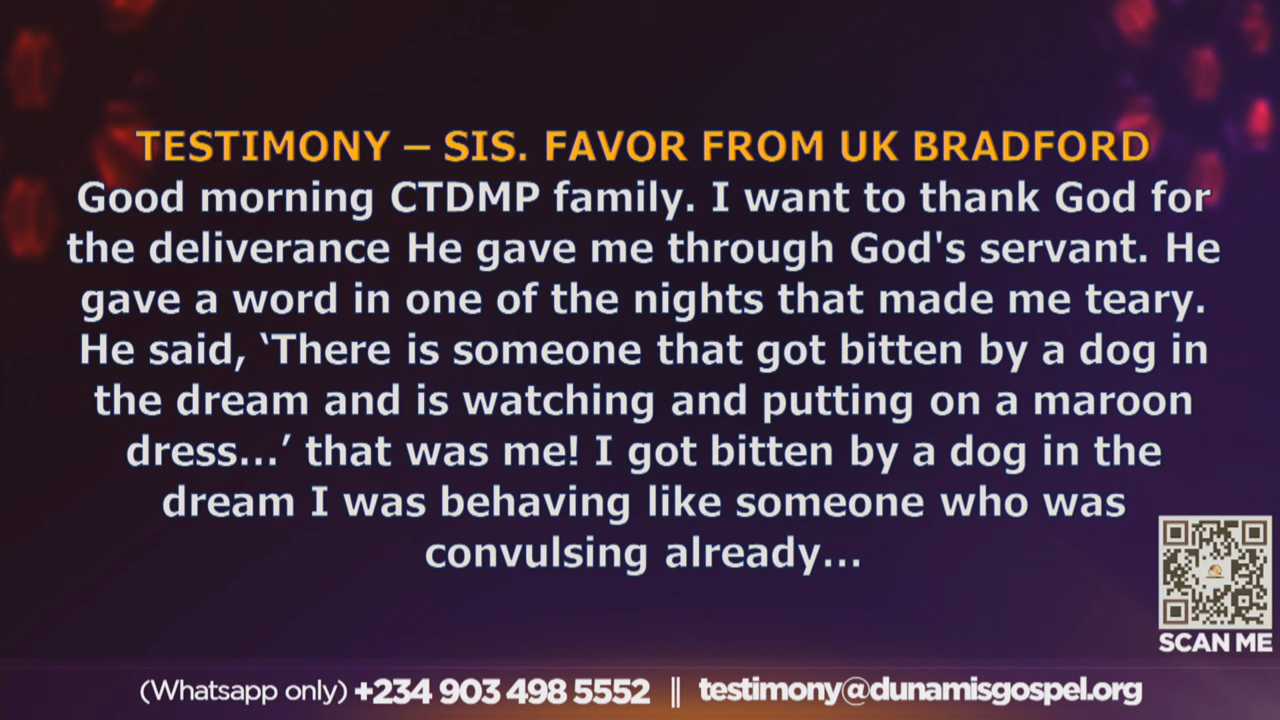 TESTIMONY – SIS. FAVOR FROM UK BRADFORD
Good morning CTDMP family. I want to thank God for
the deliverance He gave me through God's servant. He
gave a word in one of the nights that made me teary.
He said, ‘There is someone that got bitten by a dog in
the dream and is watching and putting on a maroon
dress...’ that was me! I got bitten by a dog in the
dream I was behaving like someone who was
convulsing already...
SCAN ME
(Whatsapp only) +234 903 498 5552 || testimony@dunamisgospel.org